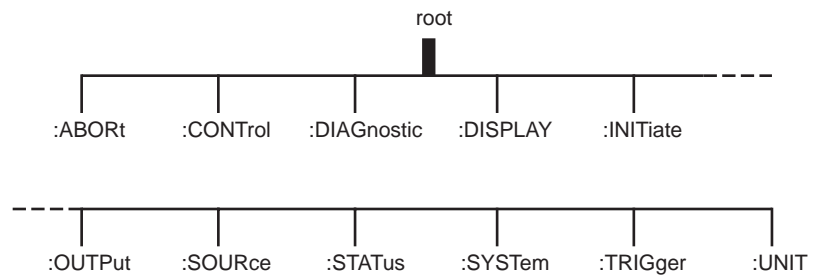 root
:ABORt :CONTrol :DIAGnostic :DISPLAY :INITiate
:OUTPut :SOURce :STATus :SYSTem :TRIGger :UNIT